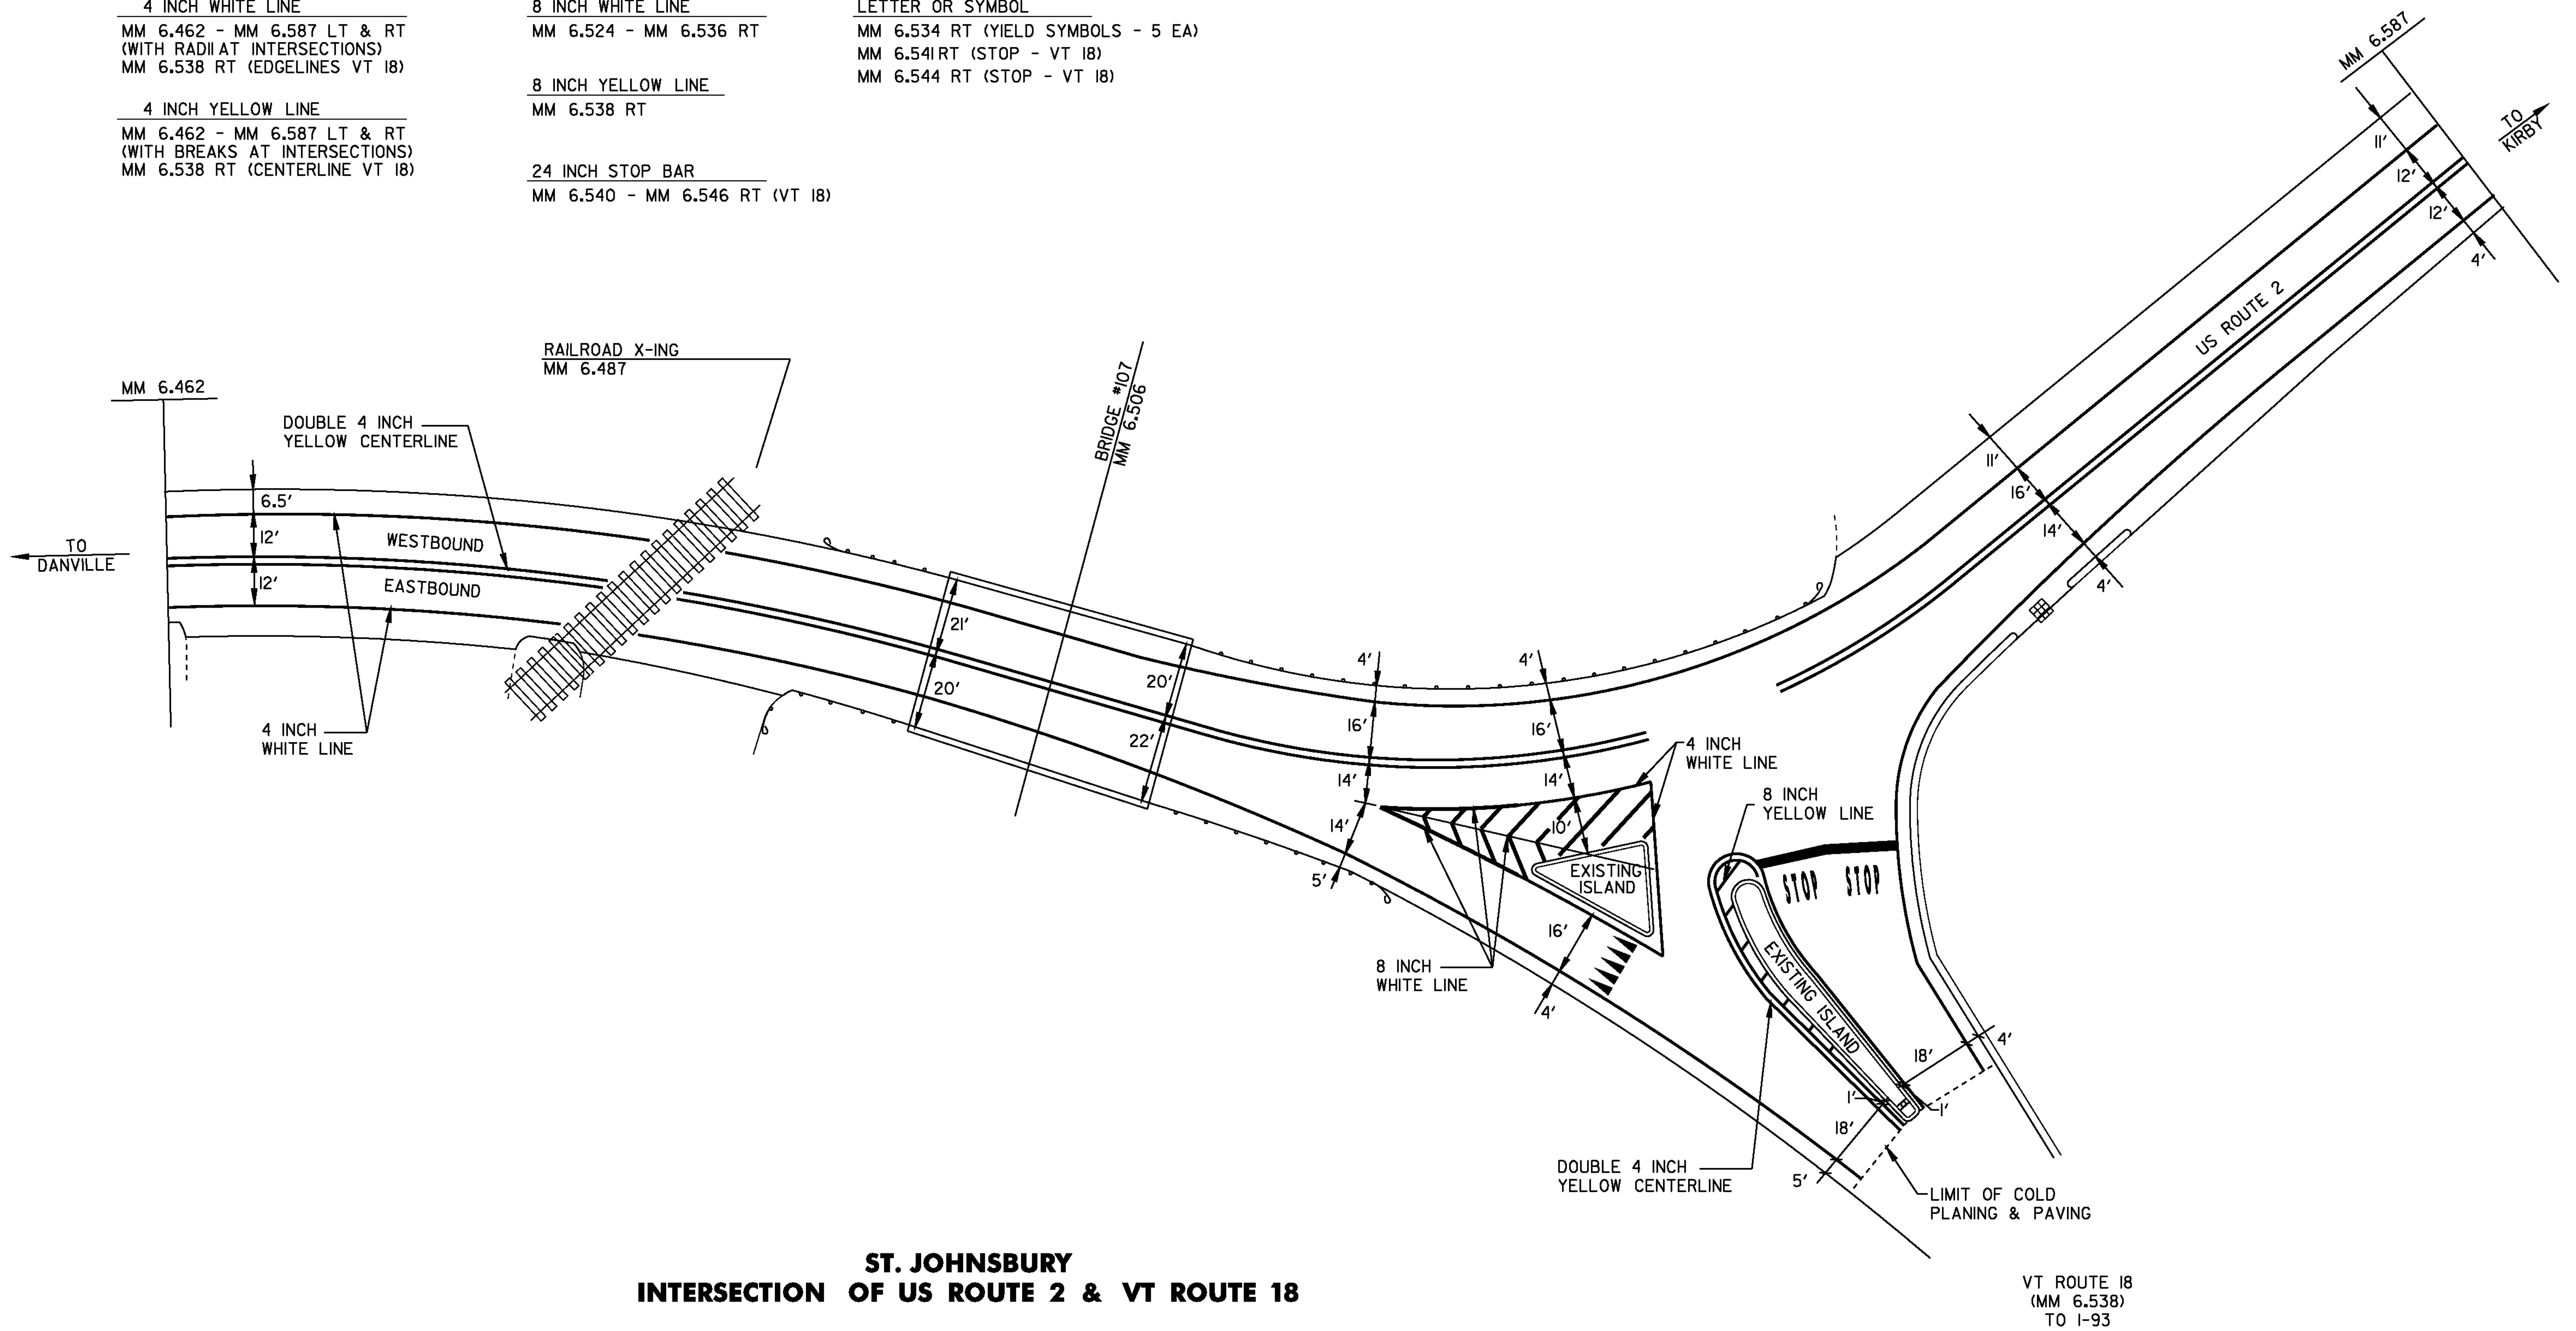 4 INCH WHITE LINE
MM 6.462 - MM 6.587 LT & RT
(WITH RADII AT INTERSECTIONS)
MM 6.538 RT (EDGELINES VT 18)
4 INCH YELLOW LINE
MM 6.462 - MM 6.587 LT & RT
(WITH BREAKS AT INTERSECTIONS)
MM 6.538 RT (CENTERLINE VT 18)
8 INCH WHITE LINE
MM 6.524 - MM 6.536 RT
8 INCH YELLOW LINE
MM 6.538 RT
24 INCH STOP BAR
MM 6.540 - MM 6.546 RT (VT 18)
LETTER OR SYMBOL
MM 6.534 RT (YIELD SYMBOLS - 5 EA)
MM 6.541 RT (STOP - VT 18)
MM 6.544 RT (STOP - VT 18)
MM 6.587
TO
KIRBY
11'
12'
12'
4'
US ROUTE 2
RAILROAD X-ING
MM 6.487
BRIDGE #107
MM 6.506
MM 6.462
DOUBLE 4 INCH
YELLOW CENTERLINE
6.5'
12'
12'
WESTBOUND
EASTBOUND
TO
DANVILLE
4 INCH
WHITE LINE
21'
20'
20'
22'
4'
16'
14'
14'
5'
4'
16'
14'
10'
11'
16'
14'
4'
4 INCH
WHITE LINE
8 INCH
YELLOW LINE
EXISTING
ISLAND
STOP STOP
16'
4'
8 INCH
WHITE LINE
EXISTING ISLAND
18'
4'
1'
1'
18'
5'
DOUBLE 4 INCH
YELLOW CENTERLINE
LIMIT OF COLD
PLANING & PAVING
ST. JOHNSBURY
INTERSECTION OF US ROUTE 2 & VT ROUTE 18
VT ROUTE 18
(MM 6.538)
TO I-93